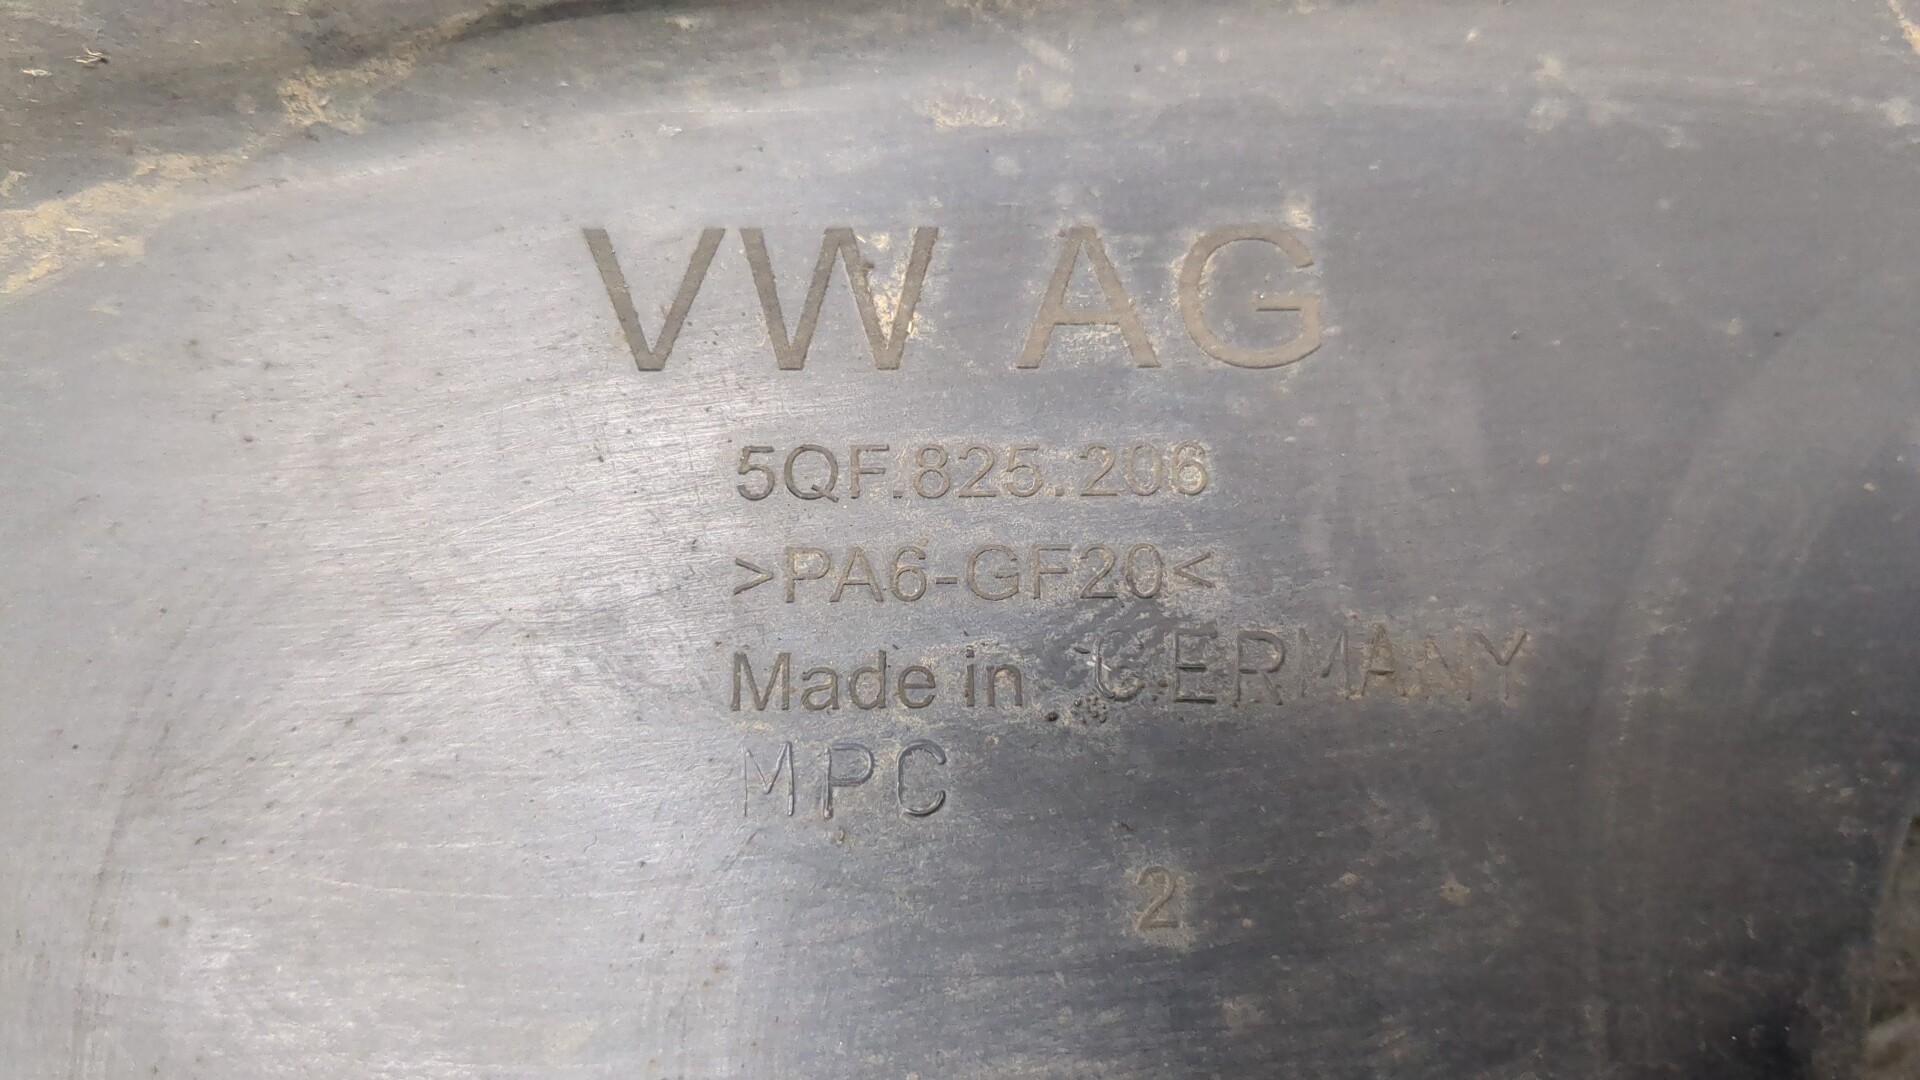 VW AG
5QF.825.206
>PA6-GF20<
Made in GERMANY
MPC
2